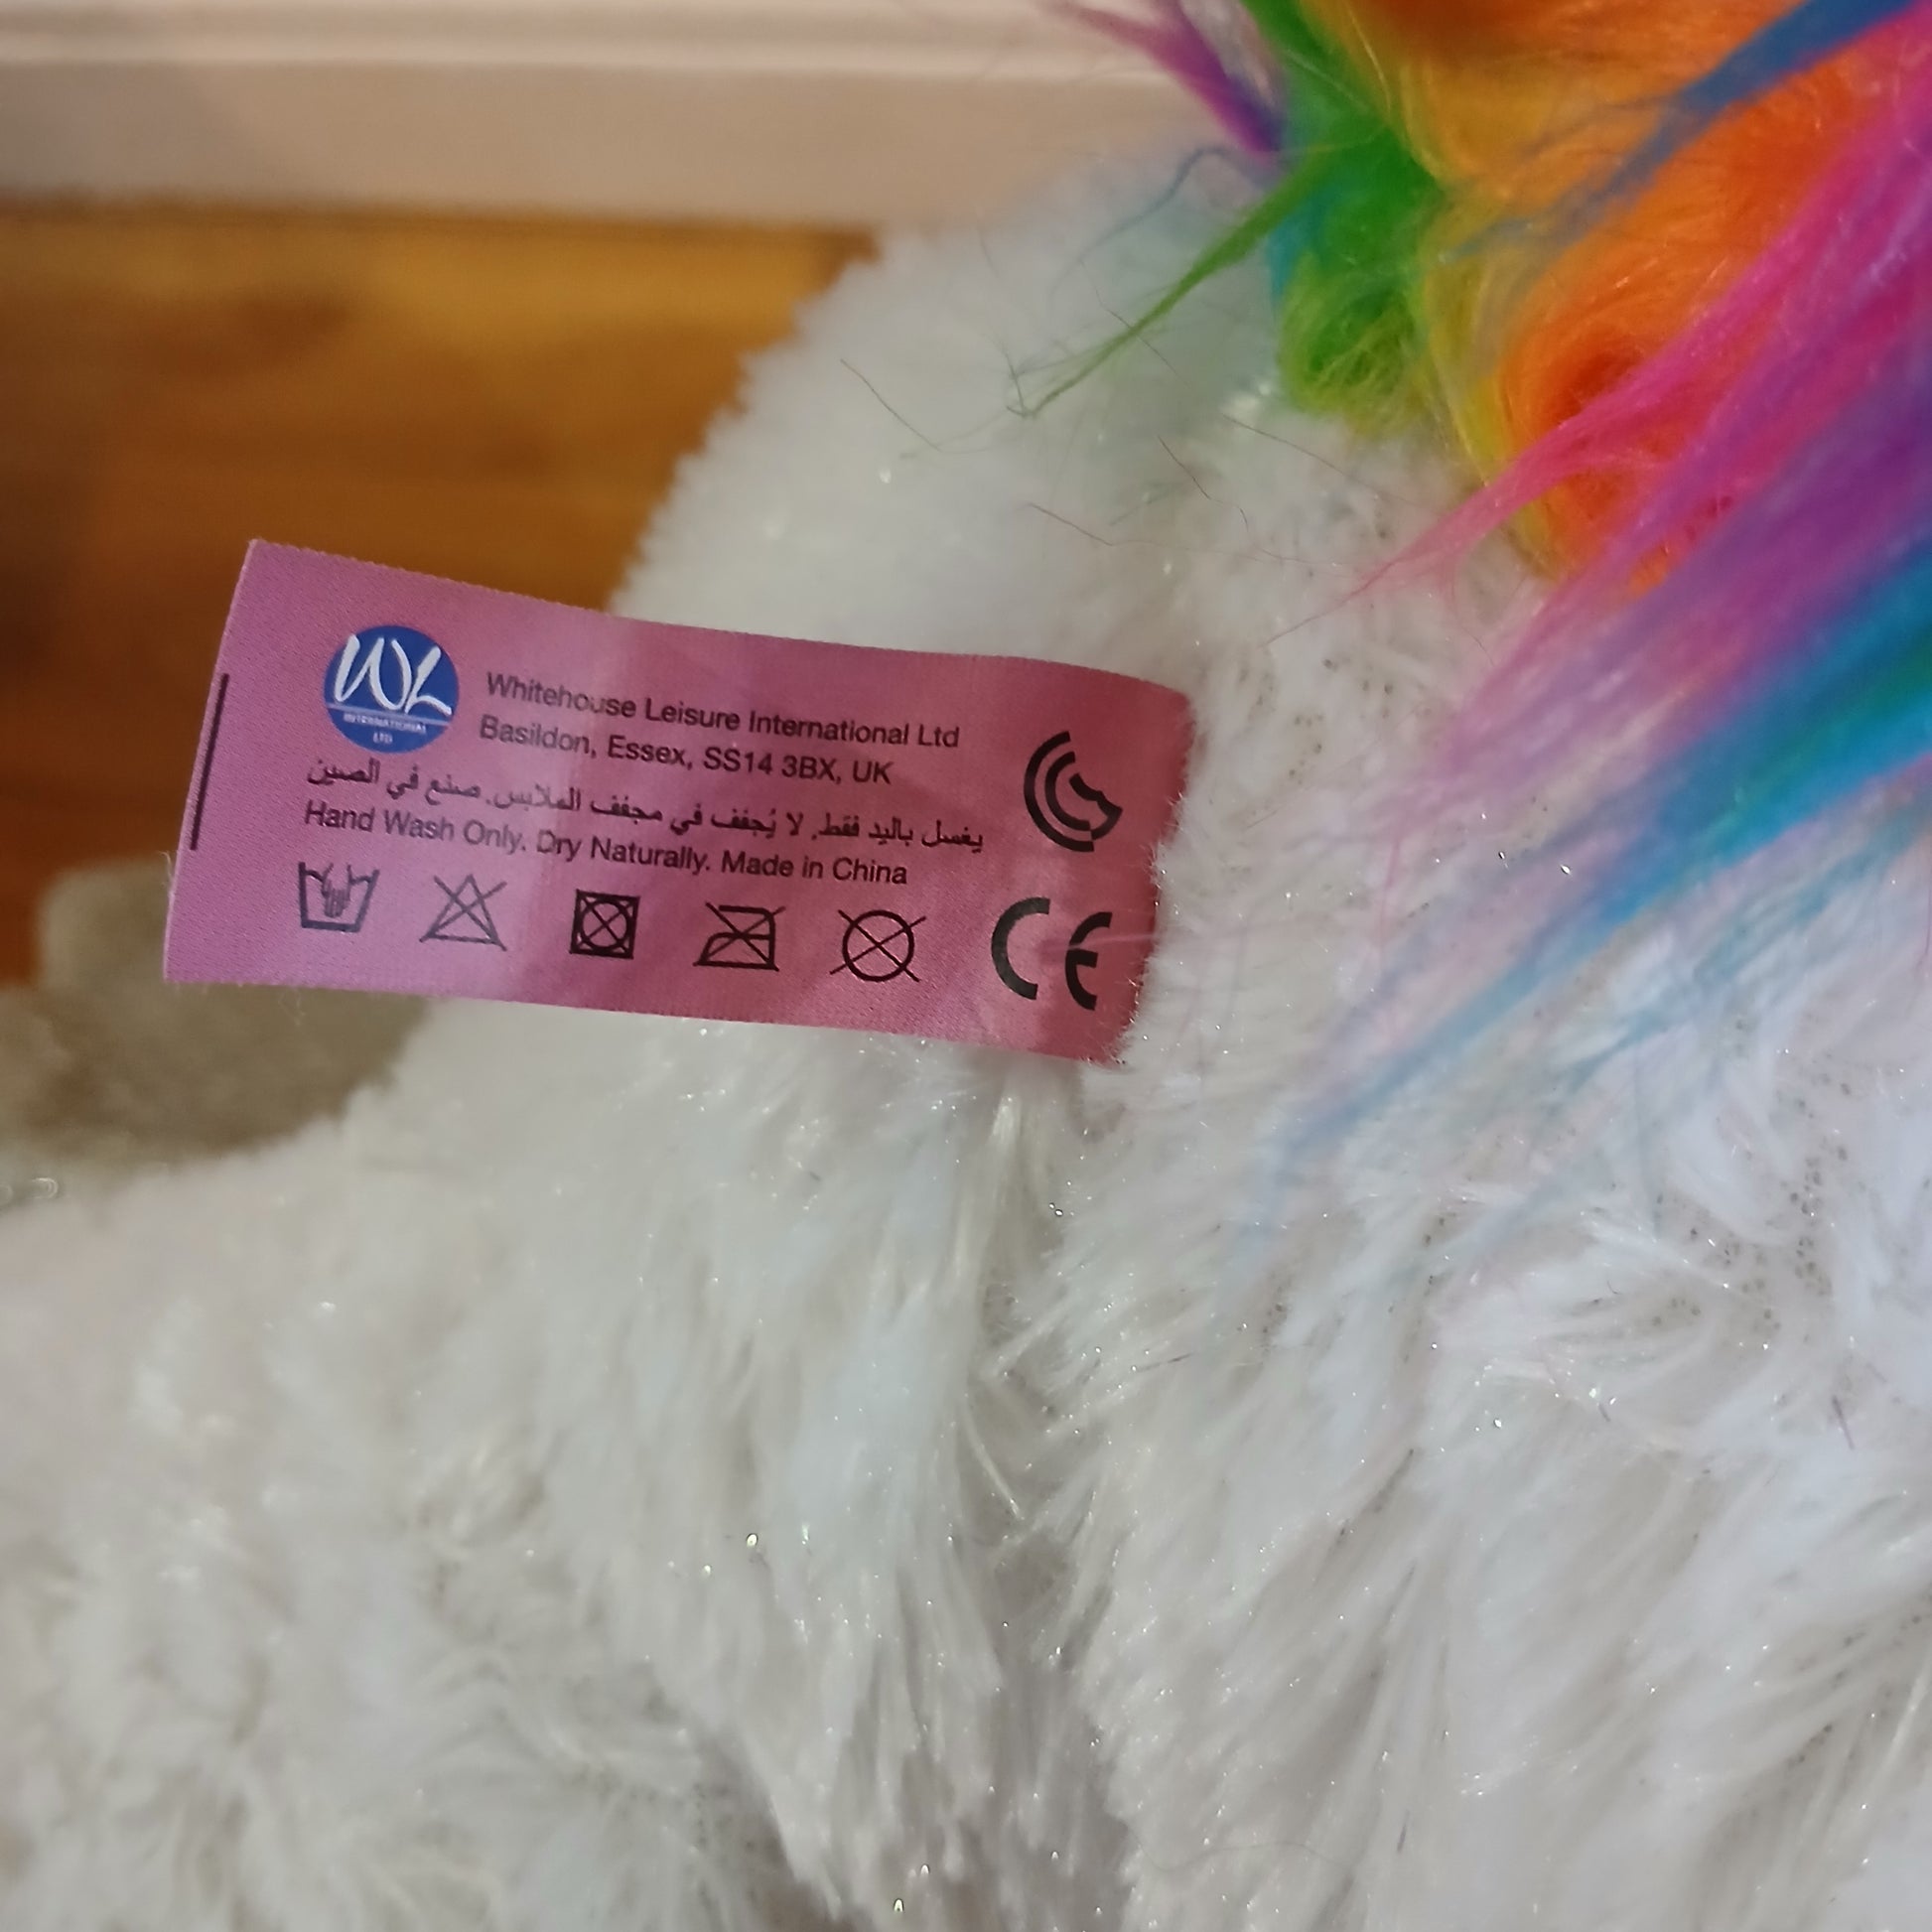 WL
INTERNATIONAL
LTD
Whitehouse Leisure International Ltd
Basildon, Essex, SS14 3BX, UK
يغسل باليد فقط. لا يُجفف في مجفف الملابس. صنع في الصين
Hand Wash Only. Dry Naturally. Made in China
CE